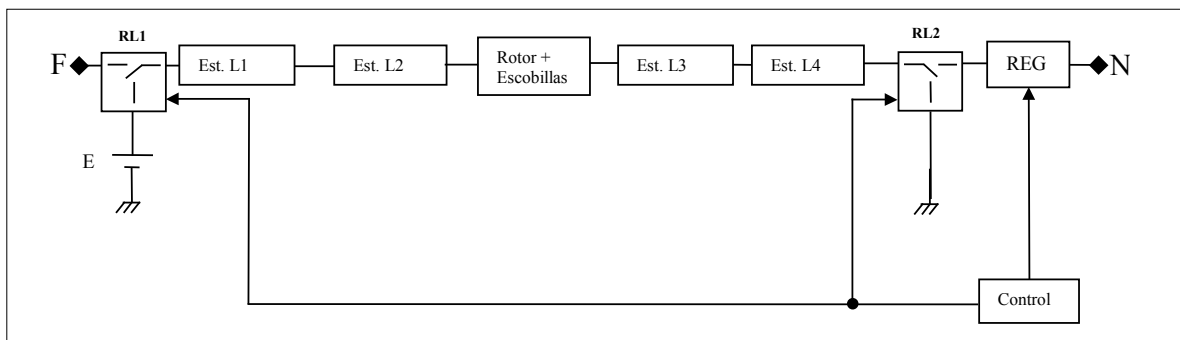 RL1
RL2
F
Est. L1
Est. L2
Rotor +
Escobillas
Est. L3
Est. L4
REG
N
E
Control